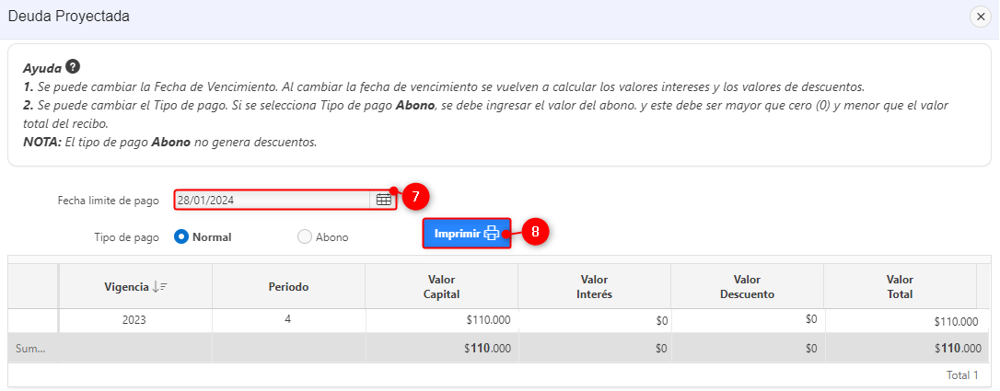 Deuda Proyectada
Ayuda ?
1. Se puede cambiar la Fecha de Vencimiento. Al cambiar la fecha de vencimiento se vuelven a calcular los valores intereses y los valores de descuentos.
2. Se puede cambiar el Tipo de pago. Si se selecciona Tipo de pago Abono, se debe ingresar el valor del abono. y este debe ser mayor que cero (0) y menor que el valor
total del recibo.
NOTA: El tipo de pago Abono no genera descuentos.
Fecha limite de pago 28/01/2024 7
Tipo de pago Normal Abono Imprimir 8
Vigencia Periodo Valor Valor Valor Valor
Capital Interés Descuento Total
2023 4 $110.000 $0 $0 $110.000
Sum... $110.000 $0 $0 $110.000
Total 1